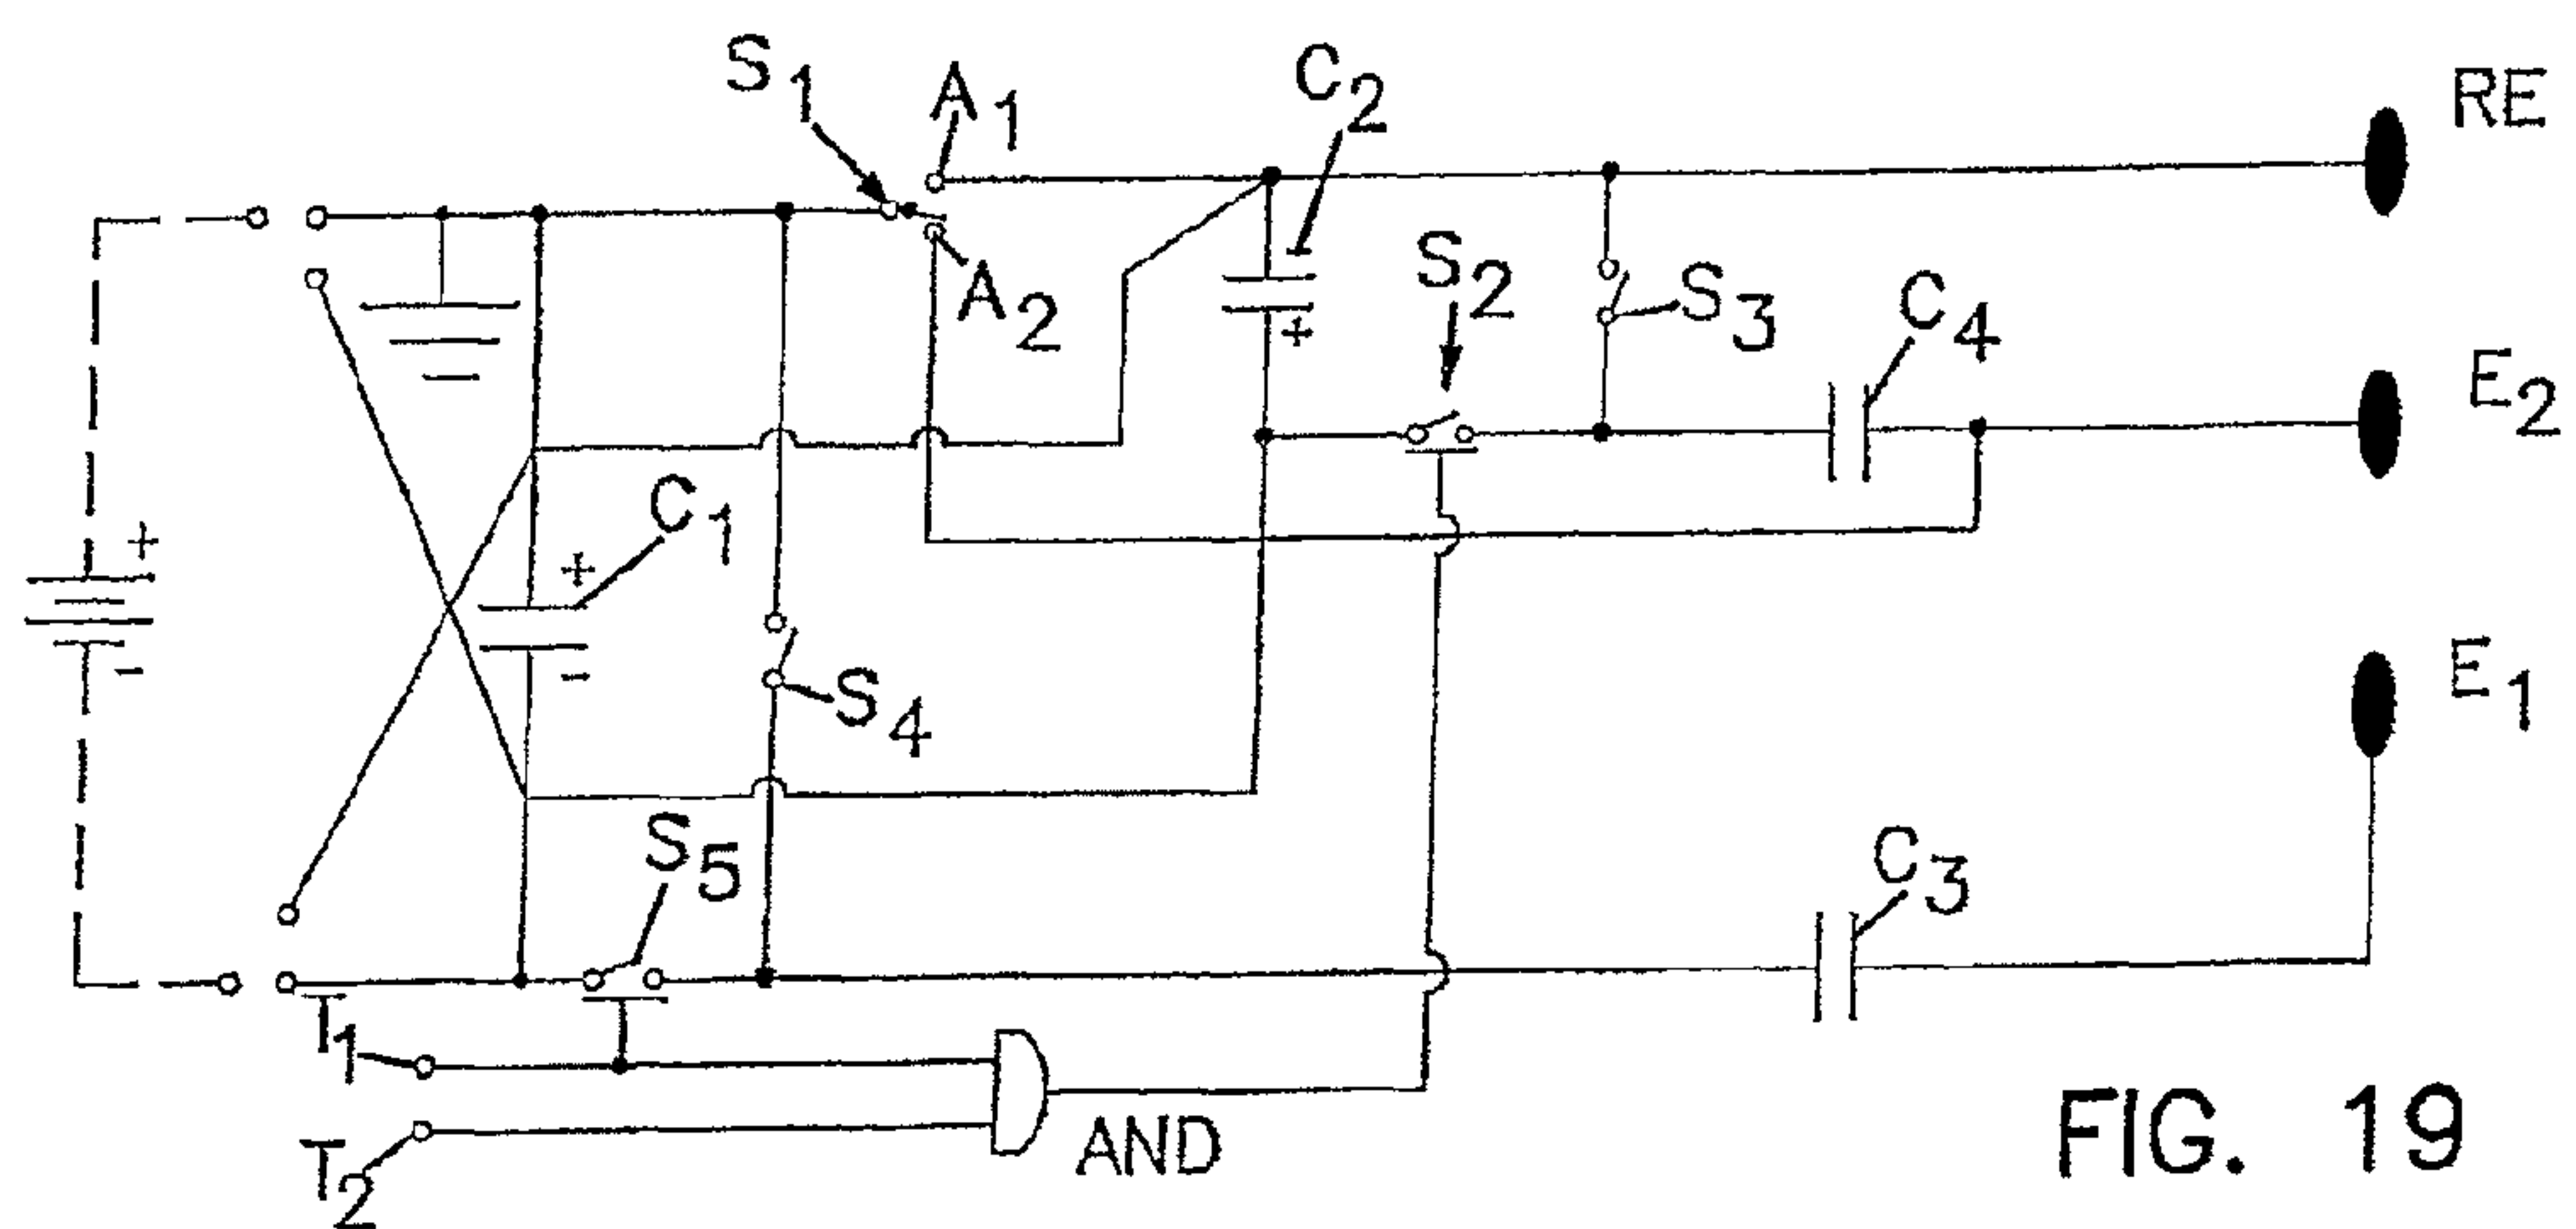 S1
A1
C2
RE
A2
S2
S3
C4
E2
+
C1
+
+
-
-
S4
E1
S5
C3
T1
T2
AND
FIG. 19